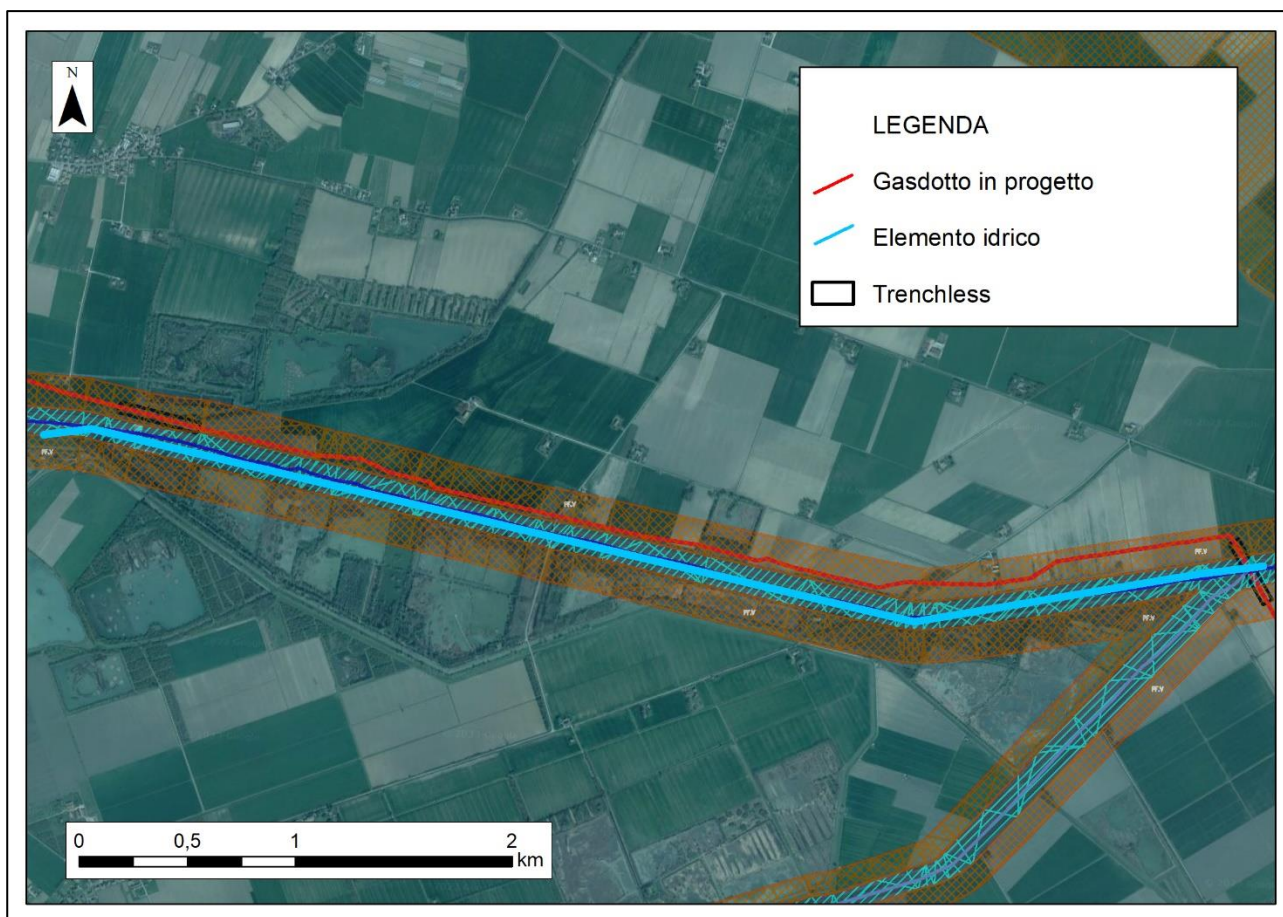 N
LEGENDA
Gasdotto in progetto
Elemento idrico
Trenchless
0 0,5 1 2
km